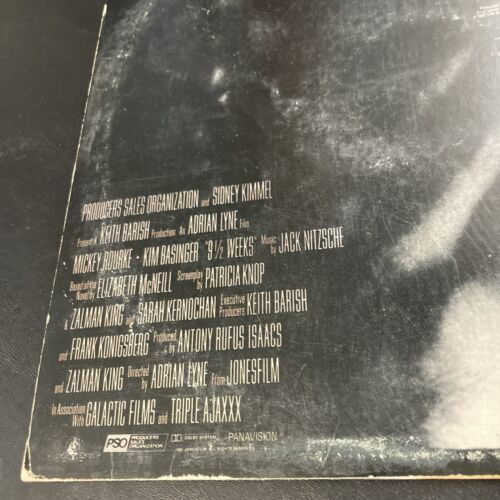 PRODUCERS SALES ORGANIZATION and SIDNEY KIMMEL
Present A KEITH BARISH Production An ADRIAN LYNE Film
MICKEY ROURKE - KIM BASINGER "9½ WEEKS" Music by JACK NITZSCHE
Based on the Novel by ELIZABETH McNEILL Screenplay by PATRICIA KNOP
& ZALMAN KING and SARAH KERNOCHAN Executive Producers KEITH BARISH
and FRANK KONIGSBERG Produced by ANTONY RUFUS ISAACS
and ZALMAN KING Directed by ADRIAN LYNE From JONESFILM
In Association With GALACTIC FILMS and TRIPLE AJAXXX
PSO PRODUCERS SALES ORGANIZATION DOLBY SYSTEM PANAVISION
JONESFILM ALL RIGHTS RESERVED